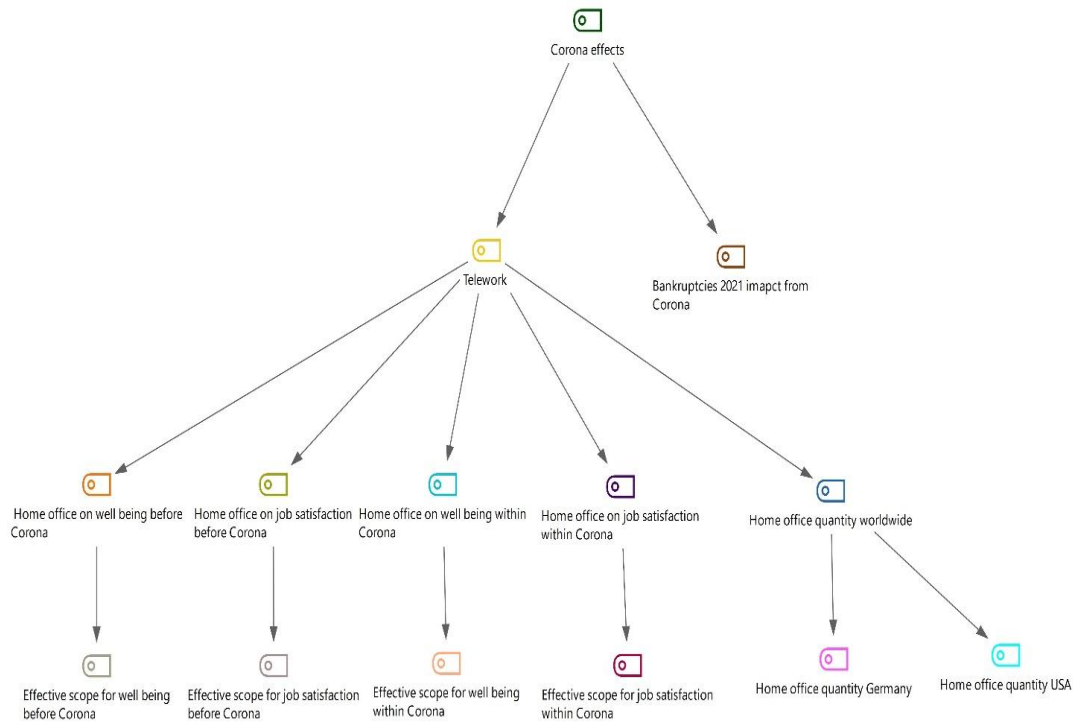 Corona effects
Telework
Bankruptcies 2021 imapct from
Corona
Home office on well being before
Corona
Home office on job satisfaction
before Corona
Home office on well being within
Corona
Home office on job satisfaction
within Corona
Home office quantity worldwide
Effective scope for well being
before Corona
Effective scope for job satisfaction
before Corona
Effective scope for well being
within Corona
Effective scope for job satisfaction
within Corona
Home office quantity Germany
Home office quantity USA